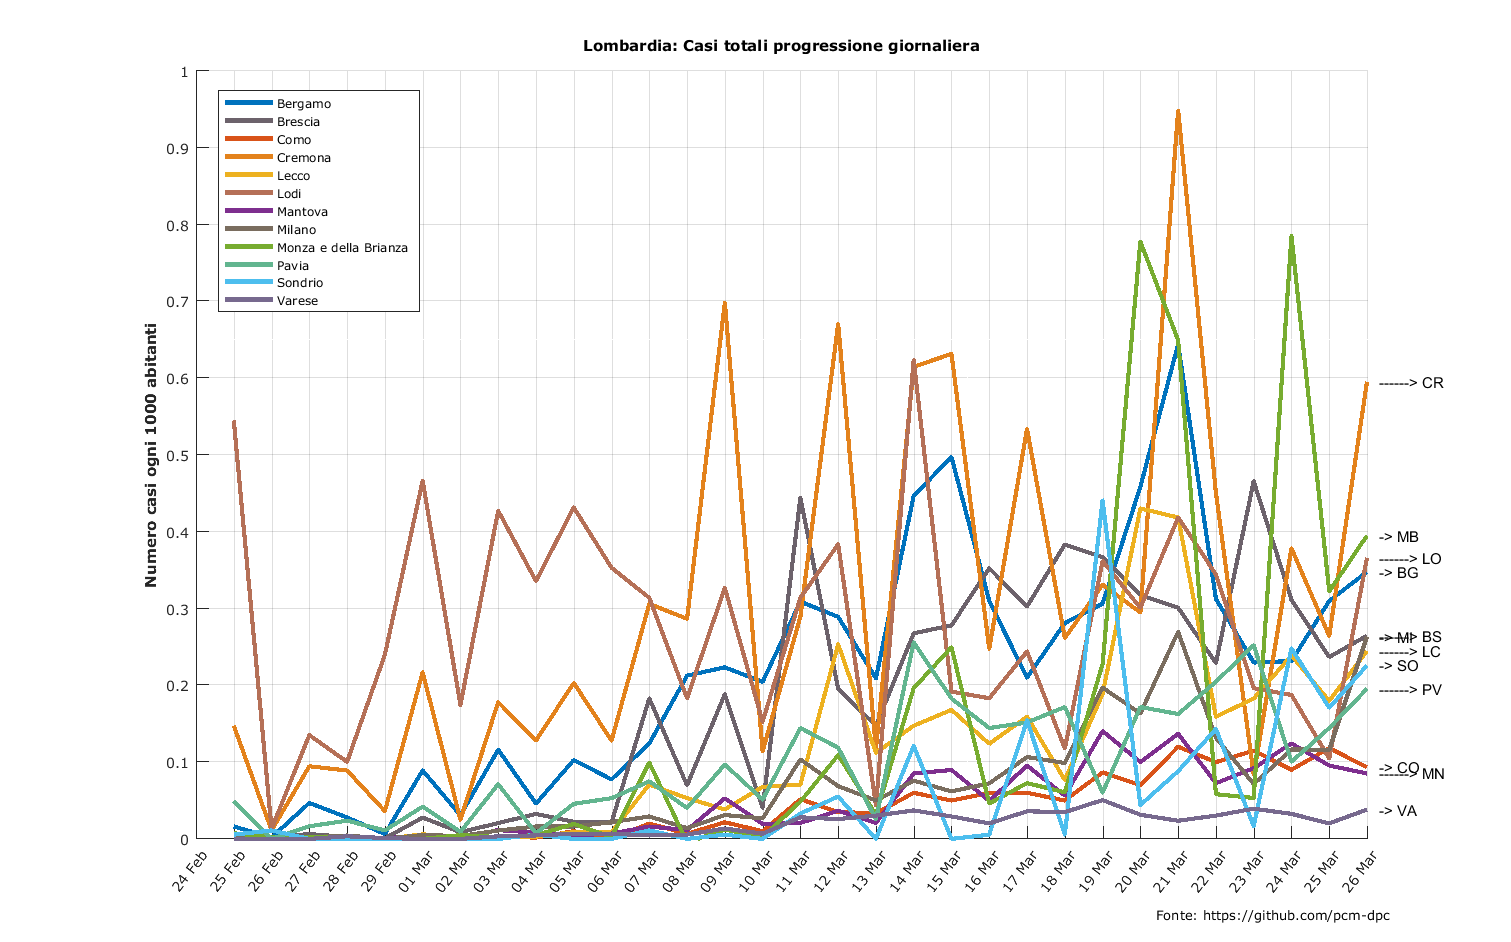 Lombardia: Casi totali progressione giornaliera
Numero casi ogni 1000 abitanti
1
0.9
0.8
0.7
0.6
0.5
0.4
0.3
0.2
0.1
0
Bergamo
Brescia
Como
Cremona
Lecco
Lodi
Mantova
Milano
Monza e della Brianza
Pavia
Sondrio
Varese
------> CR
-> MB
------> LO
-> BG
-> MI
------> BS
------> LC
-> SO
------> PV
-> CO
------> MN
-> VA
24 Feb
25 Feb
26 Feb
27 Feb
28 Feb
29 Feb
01 Mar
02 Mar
03 Mar
04 Mar
05 Mar
06 Mar
07 Mar
08 Mar
09 Mar
10 Mar
11 Mar
12 Mar
13 Mar
14 Mar
15 Mar
16 Mar
17 Mar
18 Mar
19 Mar
20 Mar
21 Mar
22 Mar
23 Mar
24 Mar
25 Mar
26 Mar
Fonte: https://github.com/pcm-dpc